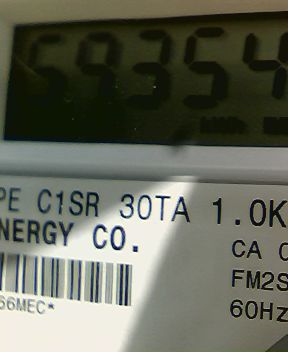 59354
PE C1SR 30TA 1.0K
NERGY CO.
CA
FM2S
66MEC*
60Hz